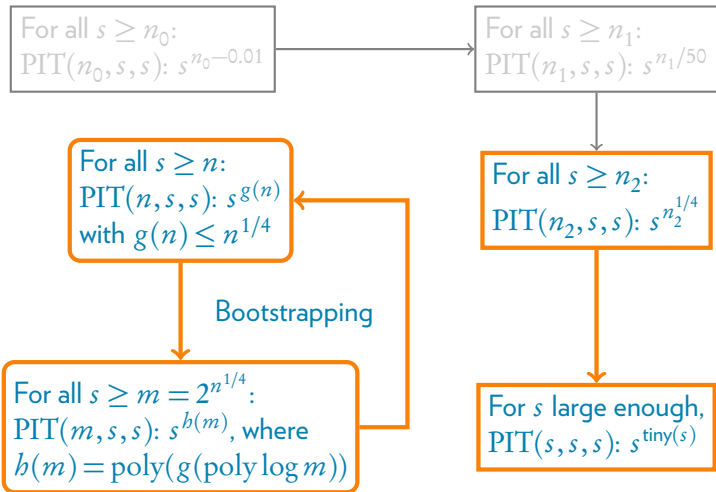 For all s ≥ n₀:
PIT(n₀, s, s): s^{n₀−0.01}
For all s ≥ n₁:
PIT(n₁, s, s): s^{n₁/50}
For all s ≥ n:
PIT(n, s, s): s^{g(n)}
with g(n) ≤ n^{1/4}
For all s ≥ n₂:
PIT(n₂, s, s): s^{n₂^{1/4}}
Bootstrapping
For all s ≥ m = 2^{n^{1/4}}:
PIT(m, s, s): s^{h(m)}, where
h(m) = poly(g(poly log m))
For s large enough,
PIT(s, s, s): s^{tiny(s)}